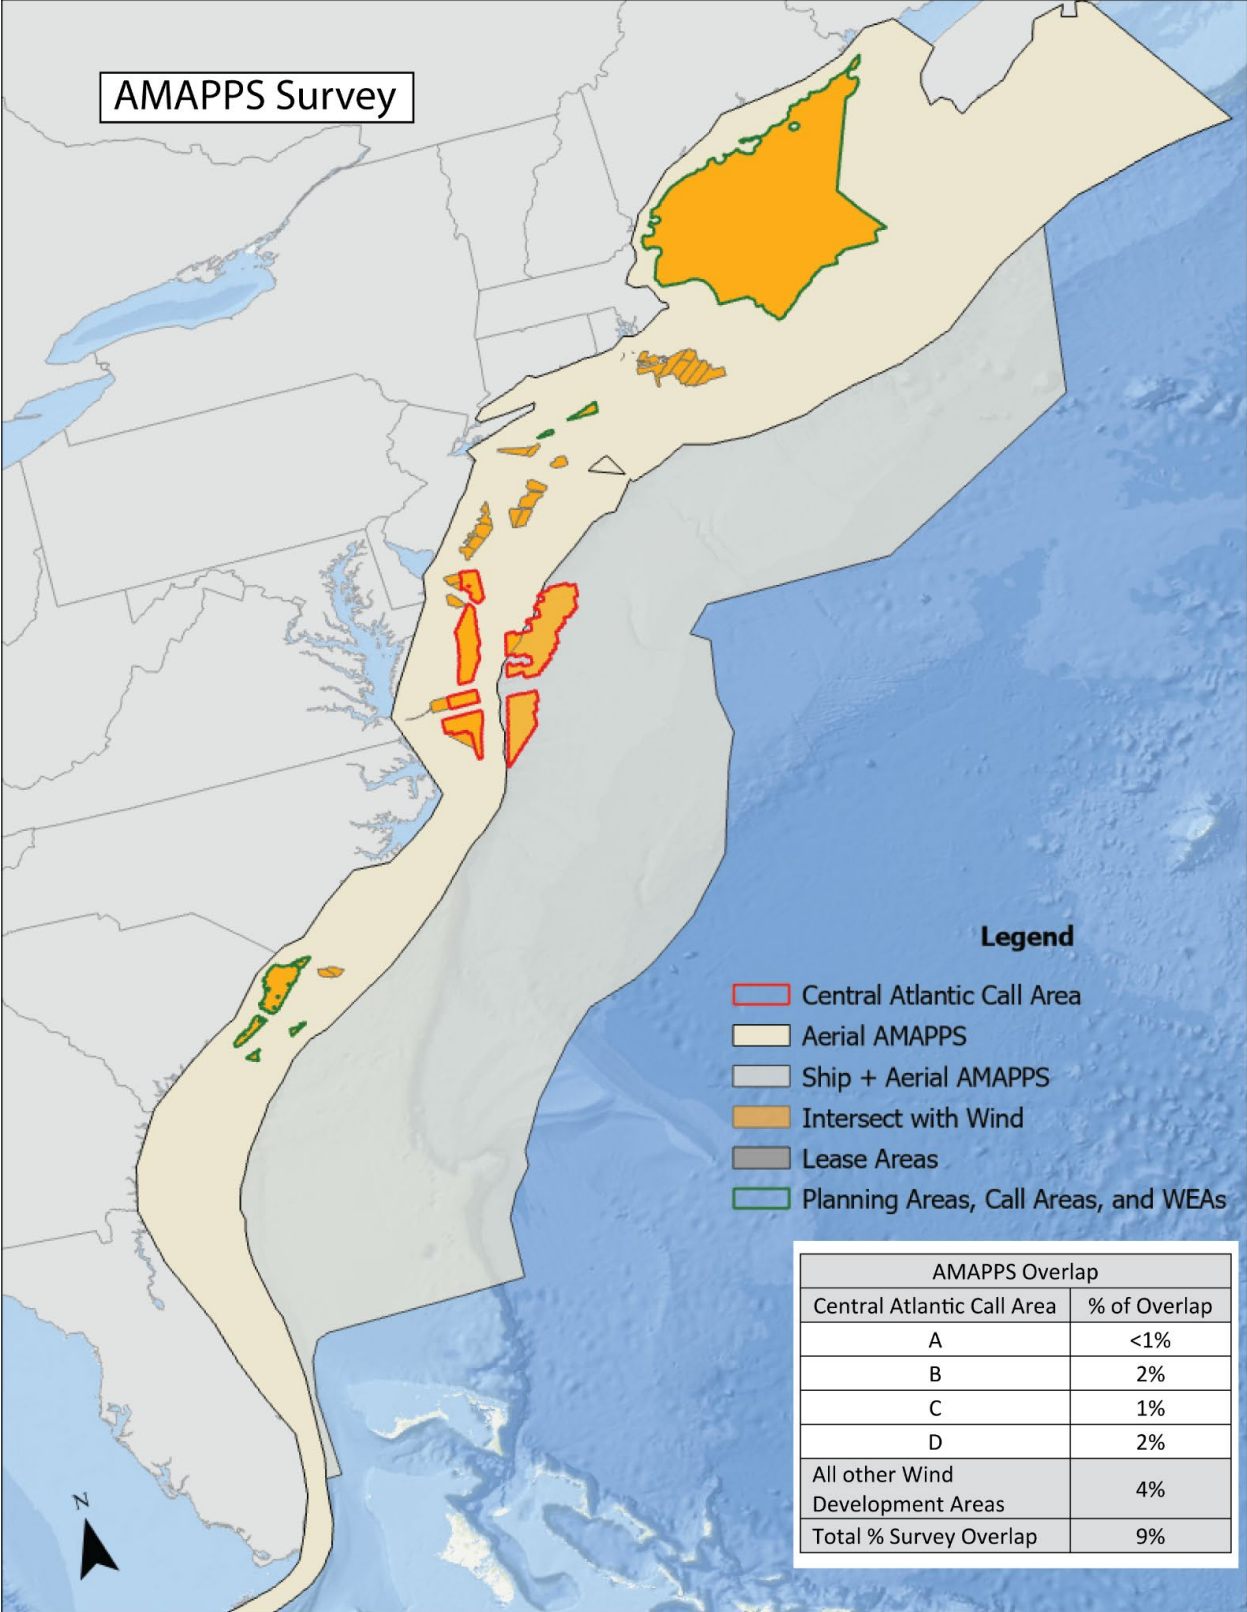 AMAPPS Survey
Legend
Central Atlantic Call Area
Aerial AMAPPS
Ship + Aerial AMAPPS
Intersect with Wind
Lease Areas
Planning Areas, Call Areas, and WEAs
AMAPPS Overlap
Central Atlantic Call Area % of Overlap
A <1%
B 2%
C 1%
D 2%
All other Wind
Development Areas 4%
Total % Survey Overlap 9%
N